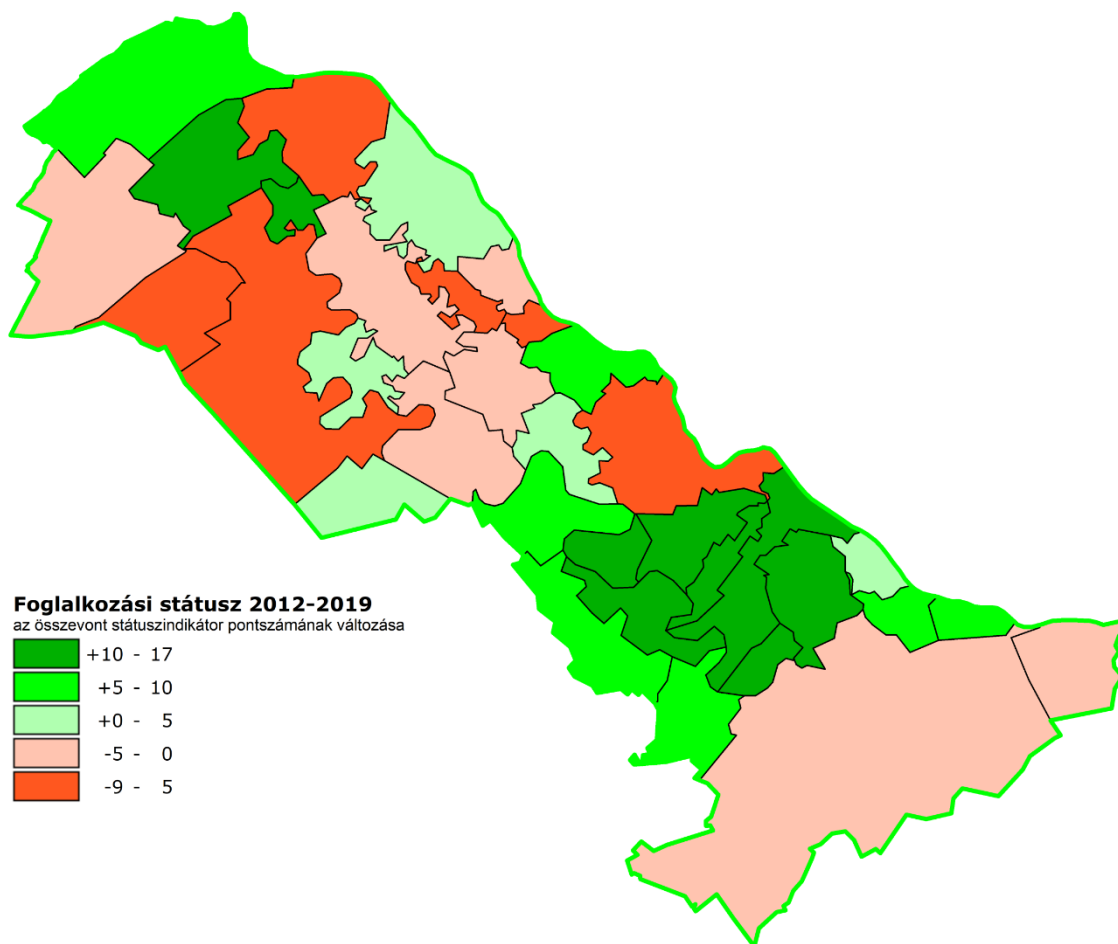 Foglalkozási státusz 2012-2019
az összevont státuszindikátor pontszámának változása
+10 - 17
+5 - 10
+0 - 5
-5 - 0
-9 - 5